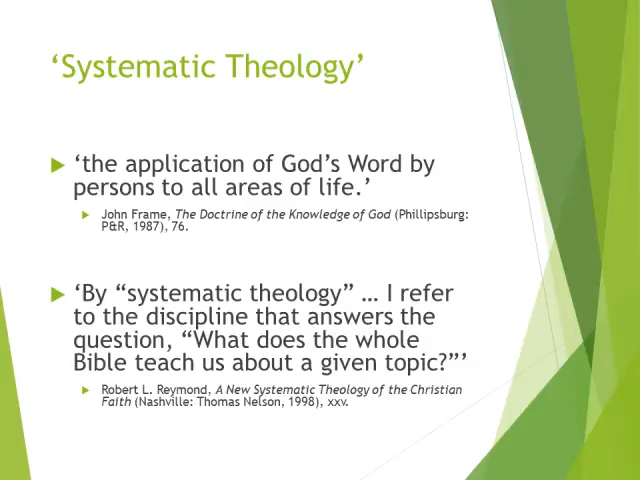 ‘Systematic Theology’
‘the application of God’s Word by
persons to all areas of life.’
John Frame, The Doctrine of the Knowledge of God (Phillipsburg:
P&R, 1987), 76.
‘By “systematic theology” … I refer
to the discipline that answers the
question, “What does the whole
Bible teach us about a given topic?”’
Robert L. Reymond, A New Systematic Theology of the Christian
Faith (Nashville: Thomas Nelson, 1998), xxv.